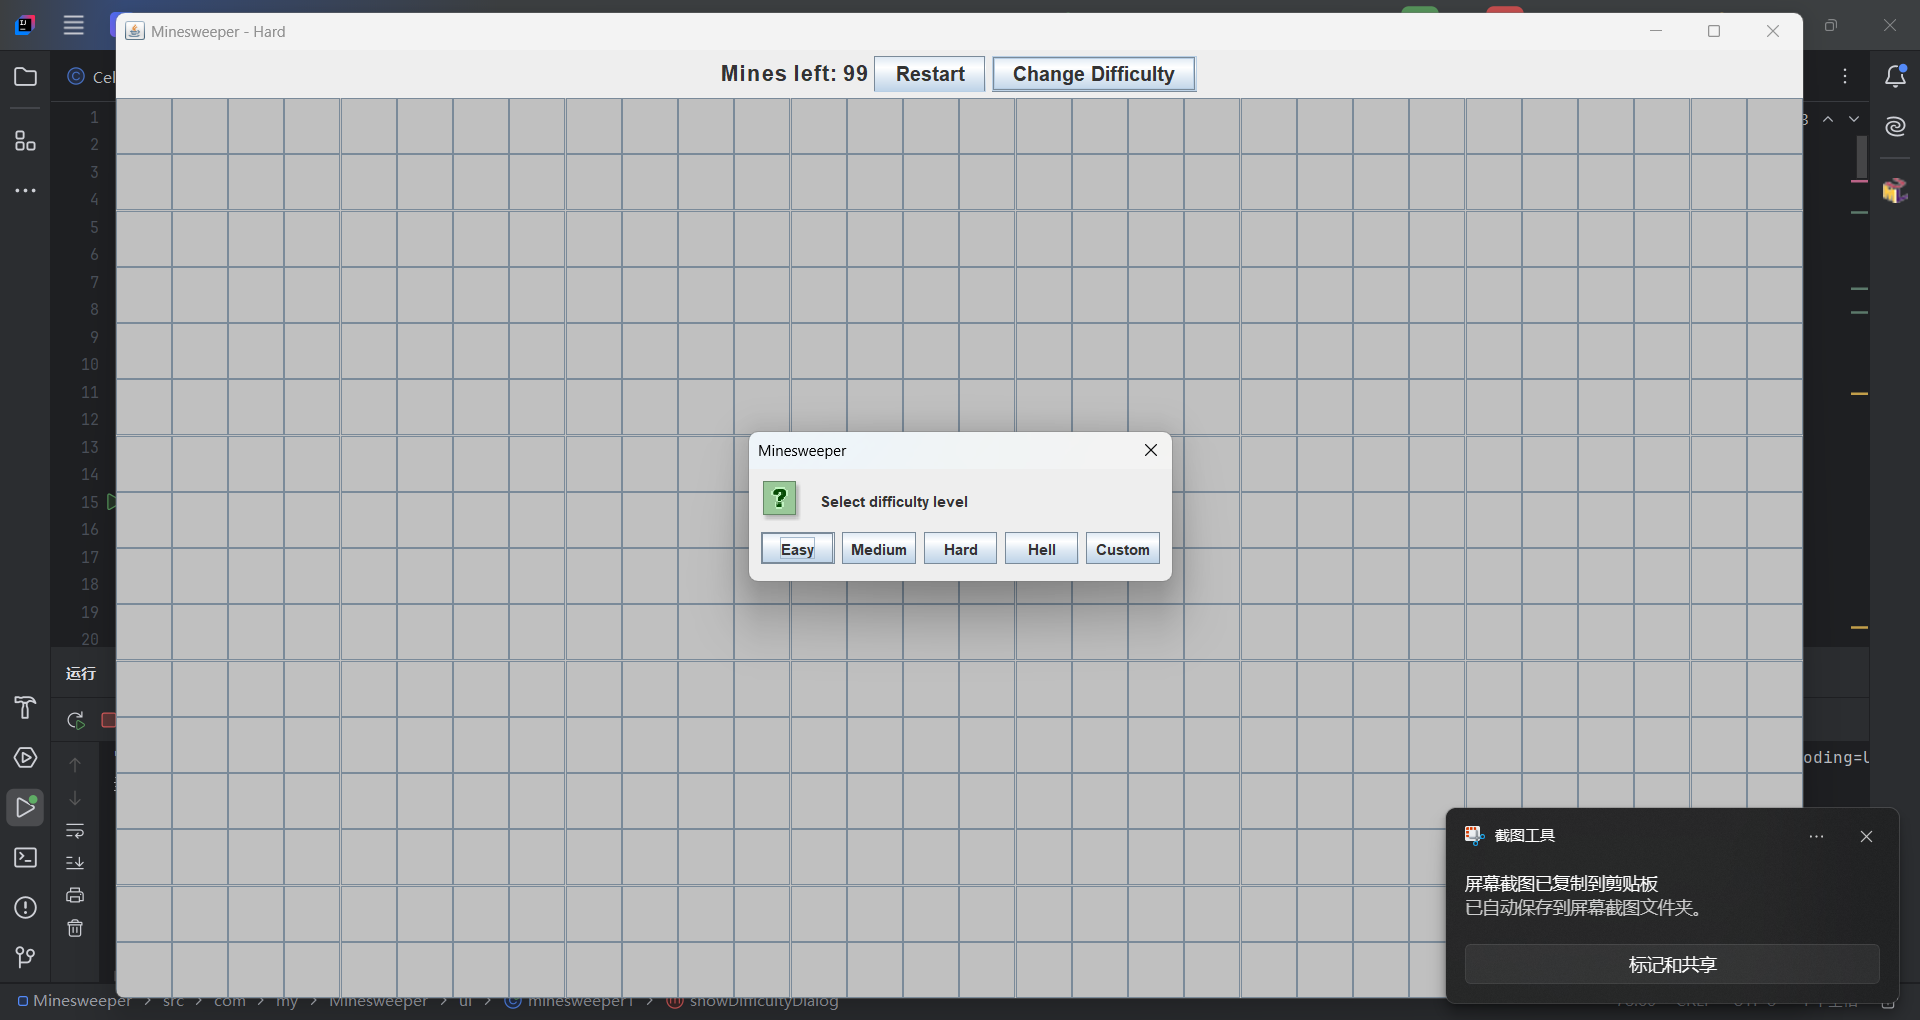 Minesweeper - Hard
Mines left: 99 Restart Change Difficulty
Cel
1
2
3
4
5
6
7
8
9
10
11
12
13
14
15
16
17
18
19
20
3
Minesweeper
Select difficulty level
Easy Medium Hard Hell Custom
运行
oding=U
截图工具
屏幕截图已复制到剪贴板
已自动保存到屏幕截图文件夹。
标记和共享
Minesweeper > src > com > my > Minesweeper > ui > minesweeper1 > showDifficultyDialog